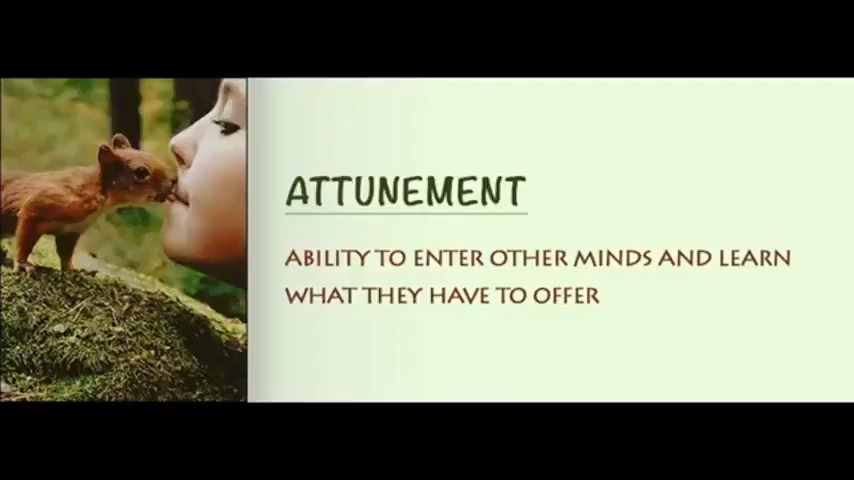 ATTUNEMENT
ABILITY TO ENTER OTHER MINDS AND LEARN
WHAT THEY HAVE TO OFFER